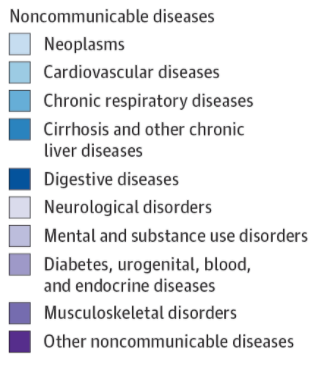 Noncommunicable diseases
Neoplasms
Cardiovascular diseases
Chronic respiratory diseases
Cirrhosis and other chronic
liver diseases
Digestive diseases
Neurological disorders
Mental and substance use disorders
Diabetes, urogenital, blood,
and endocrine diseases
Musculoskeletal disorders
Other noncommunicable diseases